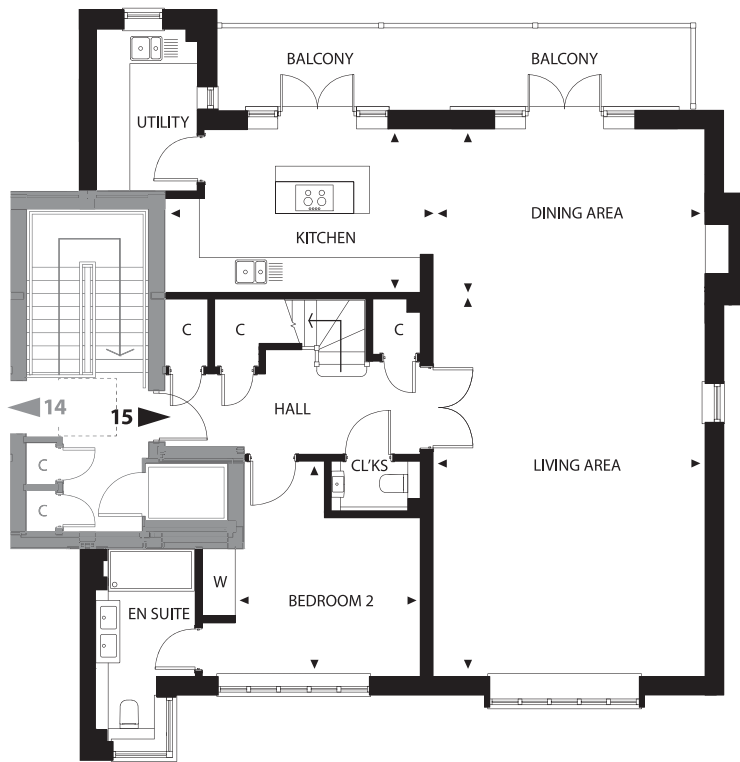 BALCONY
BALCONY
UTILITY
DINING AREA
KITCHEN
C
C
C
14
15
HALL
C
CL'KS
LIVING AREA
C
W
BEDROOM 2
EN SUITE